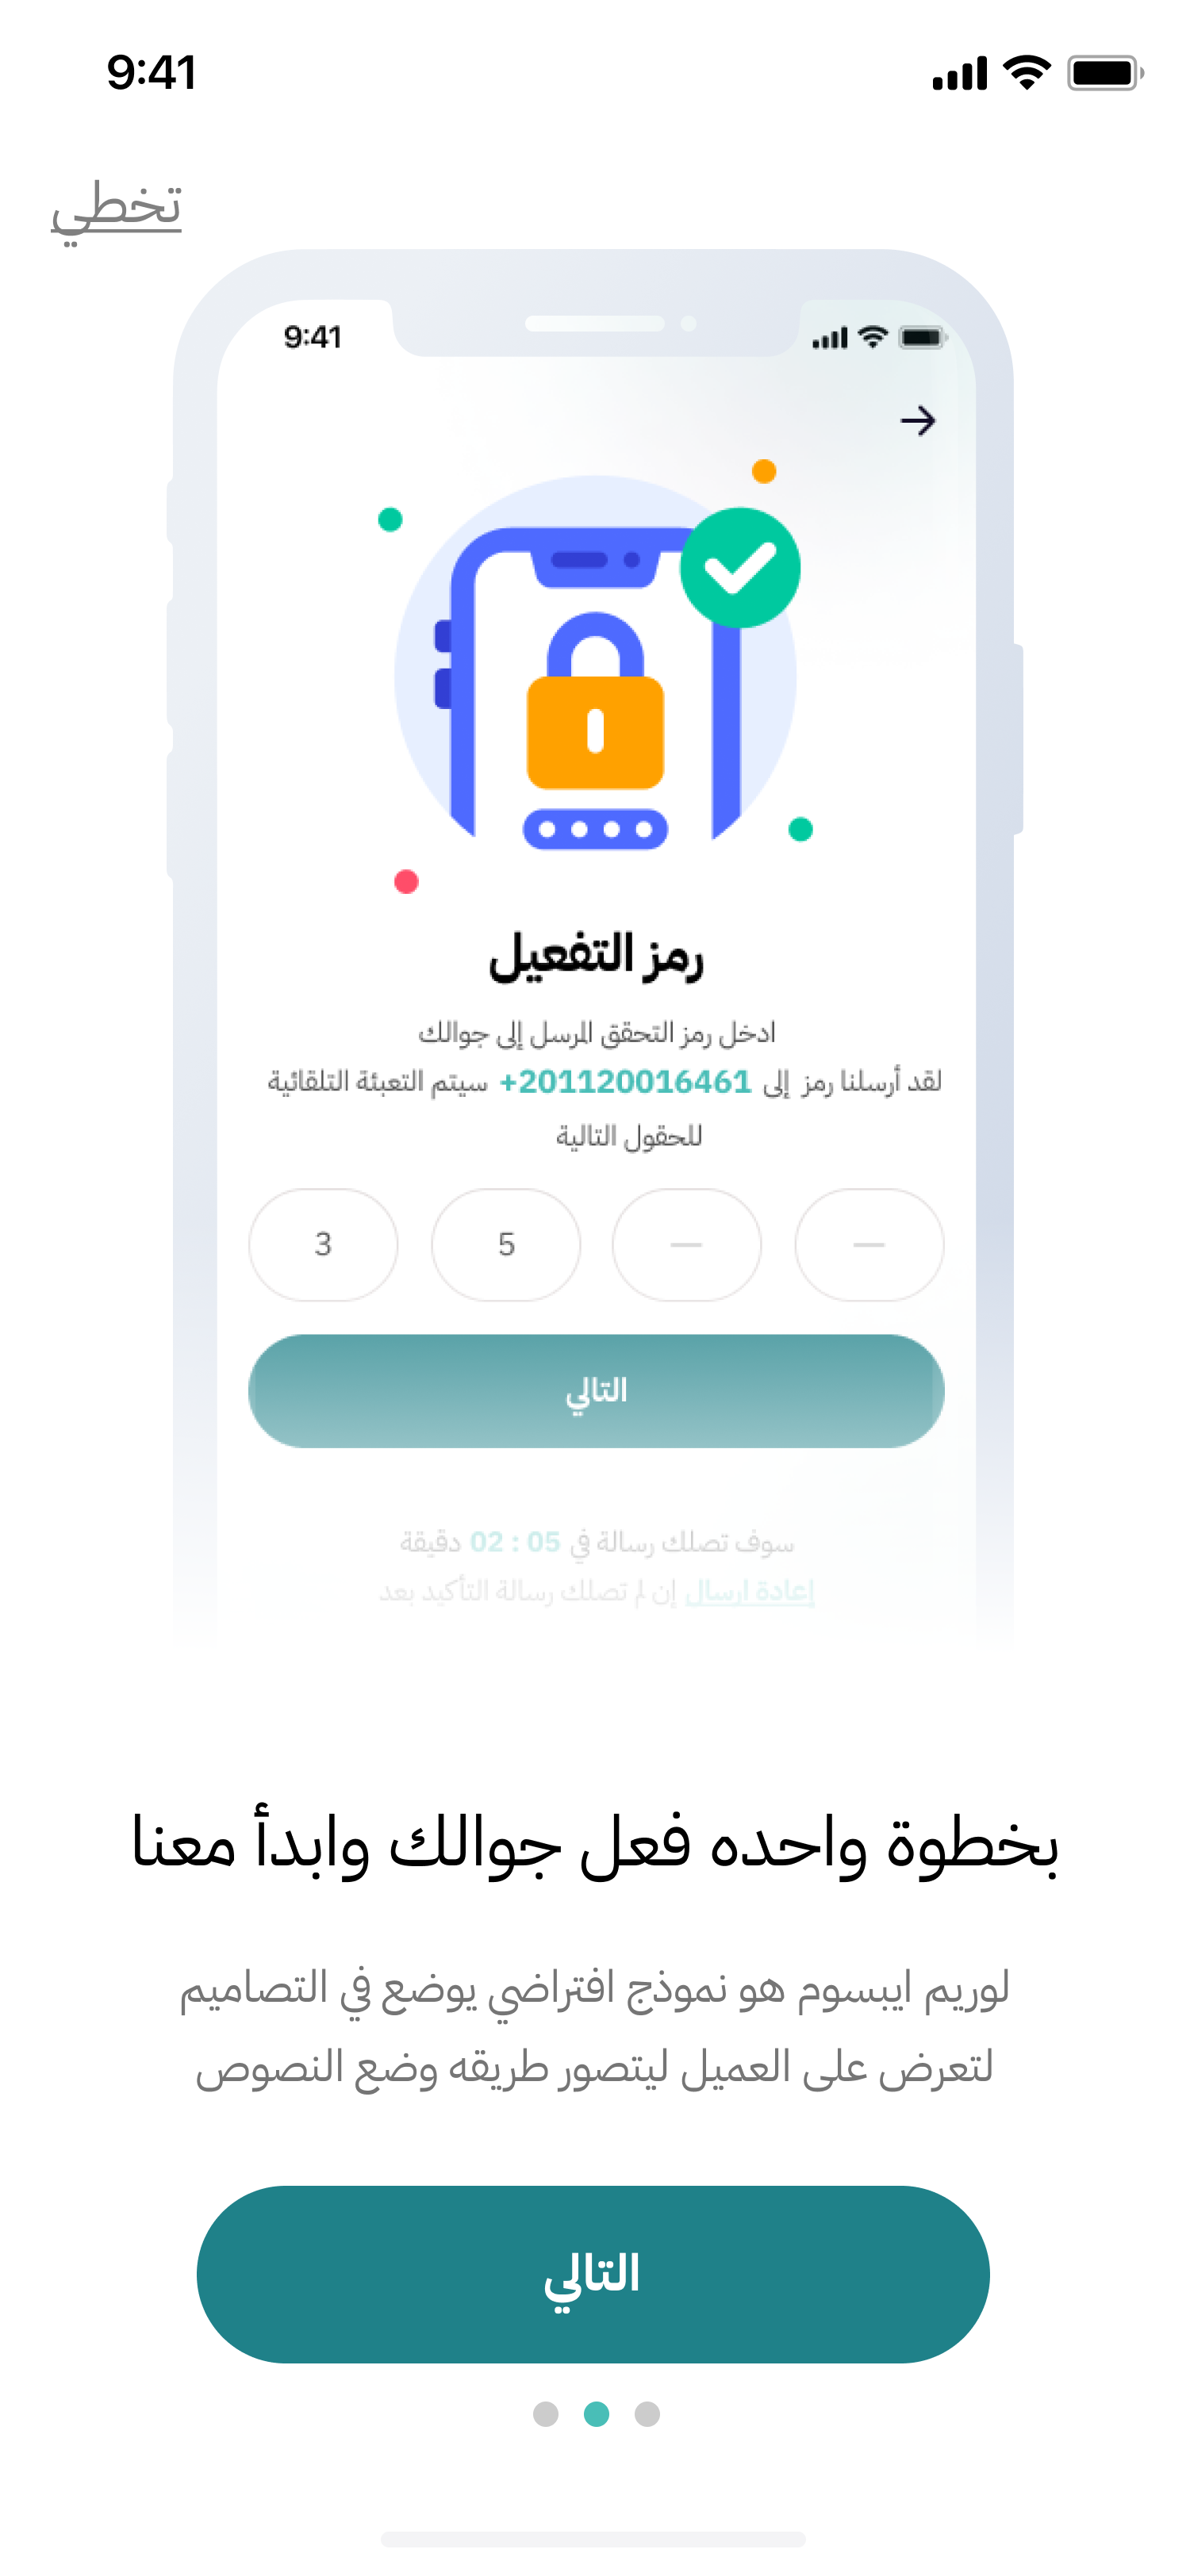 9:41
تخطي
9:41
رمز التفعيل
ادخل رمز التحقق المرسل إلى جوالك
لقد أرسلنا رمز إلى 201120016461+ سيتم التعبئة التلقائية
للحقول التالية
3 5 — —
التالي
سوف تصلك رسالة في 05 : 02 دقيقة
إعادة ارسال إن لم تصلك رسالة التأكيد بعد
بخطوة واحده فعل جوالك وابدأ معنا
لوريم ايبسوم هو نموذج افتراضي يوضع في التصاميم
لتعرض على العميل ليتصور طريقه وضع النصوص
التالي